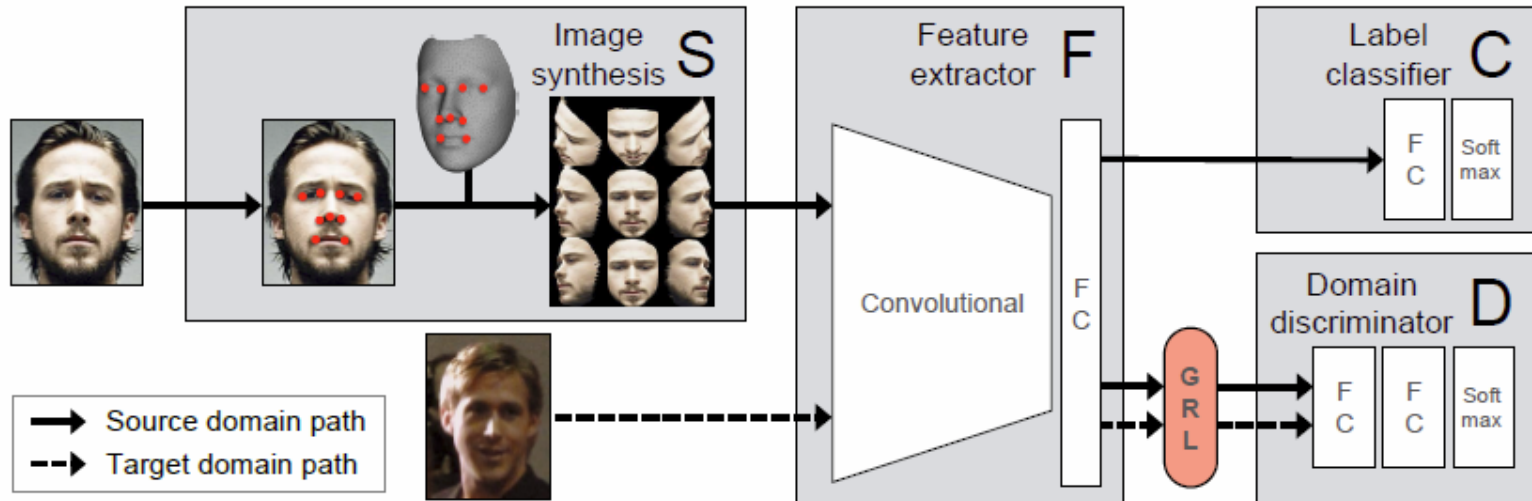 Image
synthesis
S
Feature
extractor
F
Label
classifier
C
F
C
Soft
max
Convolutional
F
C
Domain
discriminator
D
G
R
L
F
C
F
C
Soft
max
Source domain path
Target domain path